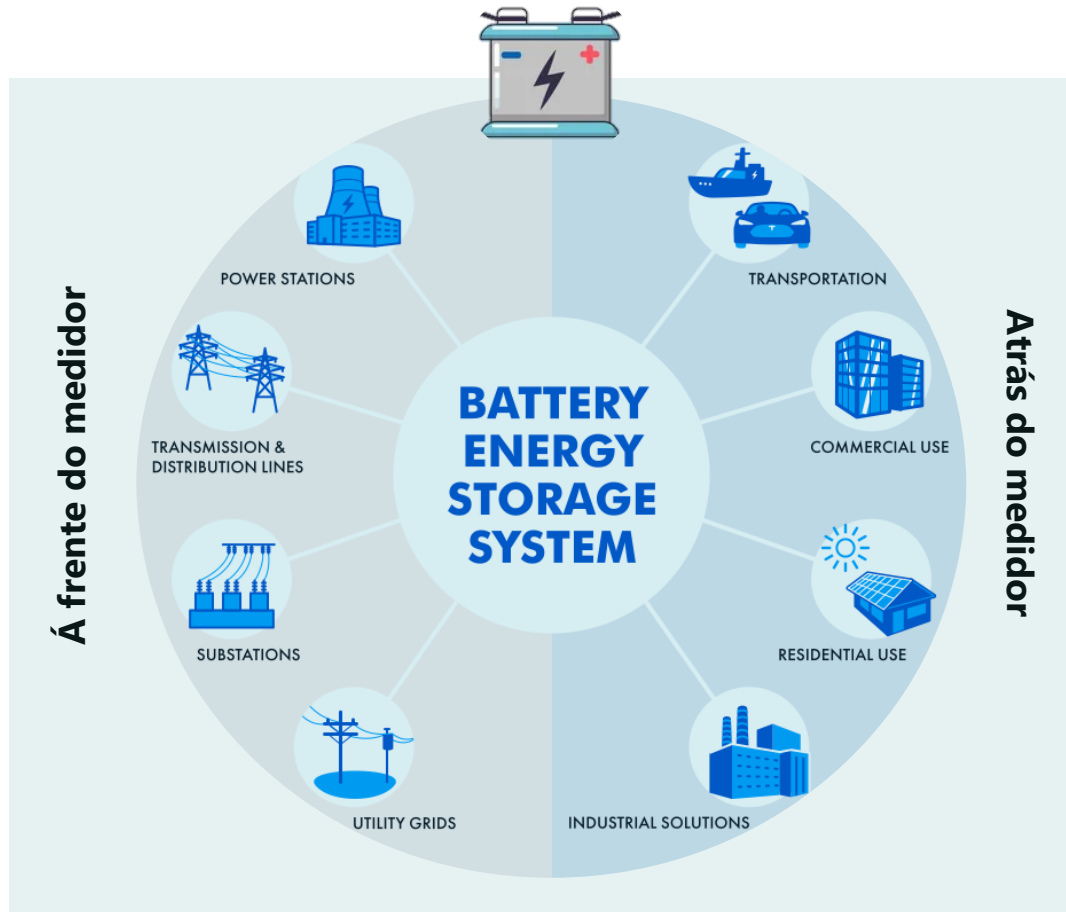 POWER STATIONS
TRANSPORTATION
Á frente do medidor
Atrás do medidor
TRANSMISSION &
DISTRIBUTION LINES
BATTERY
ENERGY
STORAGE
SYSTEM
COMMERCIAL USE
SUBSTATIONS
RESIDENTIAL USE
UTILITY GRIDS
INDUSTRIAL SOLUTIONS